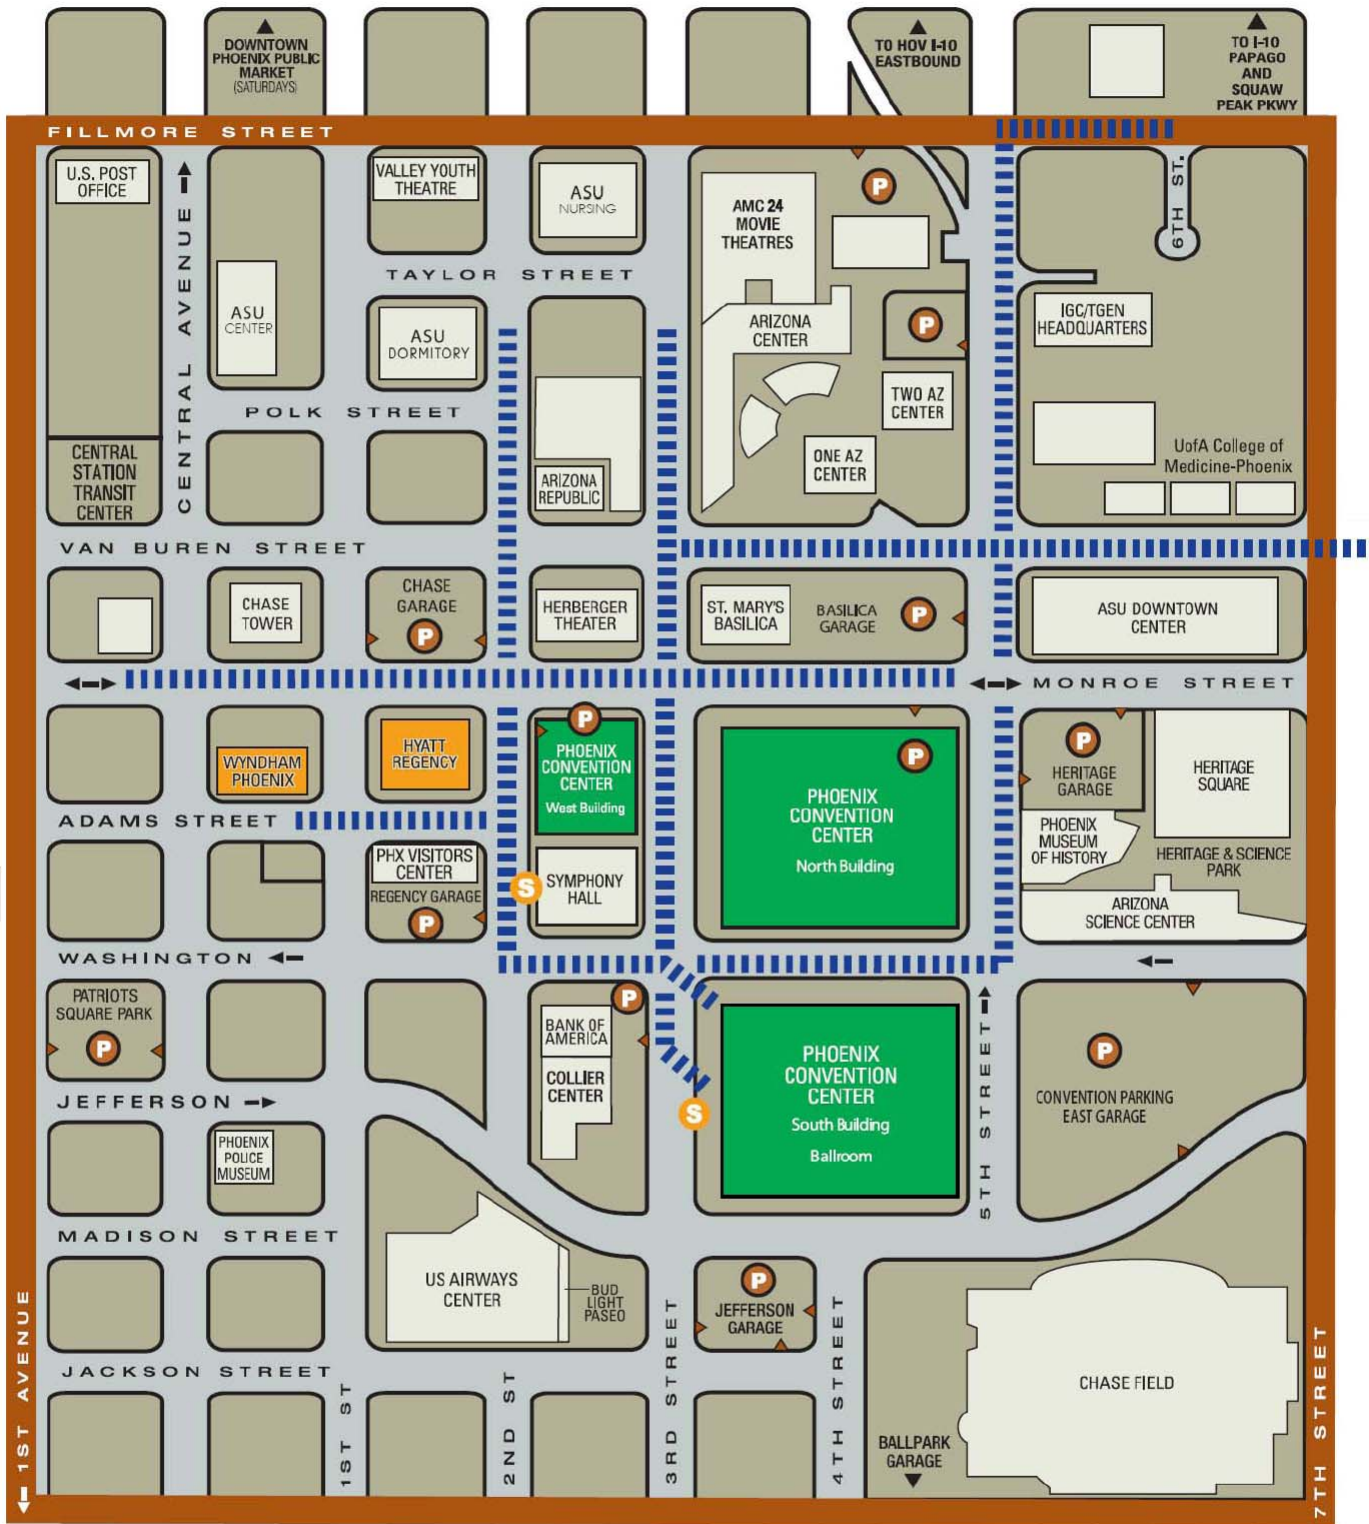 DOWNTOWN
PHOENIX PUBLIC
MARKET
(SATURDAYS)
TO HOV I-10
EASTBOUND
TO I-10
PAPAGO
AND
SQUAW
PEAK PKWY
FILLMORE STREET
U.S. POST
OFFICE
VALLEY YOUTH
THEATRE
ASU
NURSING
AMC 24
MOVIE
THEATRES
P
6TH ST.
CENTRAL AVENUE
TAYLOR STREET
ASU
CENTER
ASU
DORMITORY
ARIZONA
CENTER
P
IGC/TGEN
HEADQUARTERS
TWO AZ
CENTER
POLK STREET
CENTRAL
STATION
TRANSIT
CENTER
ARIZONA
REPUBLIC
ONE AZ
CENTER
UofA College of
Medicine-Phoenix
VAN BUREN STREET
CHASE
TOWER
CHASE
GARAGE
P
HERBERGER
THEATER
ST. MARY'S
BASILICA
BASILICA
GARAGE
P
ASU DOWNTOWN
CENTER
MONROE STREET
WYNDHAM
PHOENIX
HYATT
REGENCY
P
PHOENIX
CONVENTION
CENTER
West Building
P
PHOENIX
CONVENTION
CENTER
North Building
P
HERITAGE
GARAGE
HERITAGE
SQUARE
ADAMS STREET
PHX VISITORS
CENTER
REGENCY GARAGE
P
S
SYMPHONY
HALL
PHOENIX
MUSEUM
OF HISTORY
HERITAGE & SCIENCE
PARK
ARIZONA
SCIENCE CENTER
WASHINGTON
PATRIOTS
SQUARE PARK
P
P
BANK OF
AMERICA
COLLIER
CENTER
S
PHOENIX
CONVENTION
CENTER
South Building
Ballroom
5TH STREET
P
CONVENTION PARKING
EAST GARAGE
JEFFERSON
PHOENIX
POLICE
MUSEUM
MADISON STREET
US AIRWAYS
CENTER
BUD
LIGHT
PASEO
P
JEFFERSON
GARAGE
CHASE FIELD
JACKSON STREET
BALLPARK
GARAGE
1ST AVENUE
1ST ST
2ND ST
3RD STREET
4TH STREET
7TH STREET